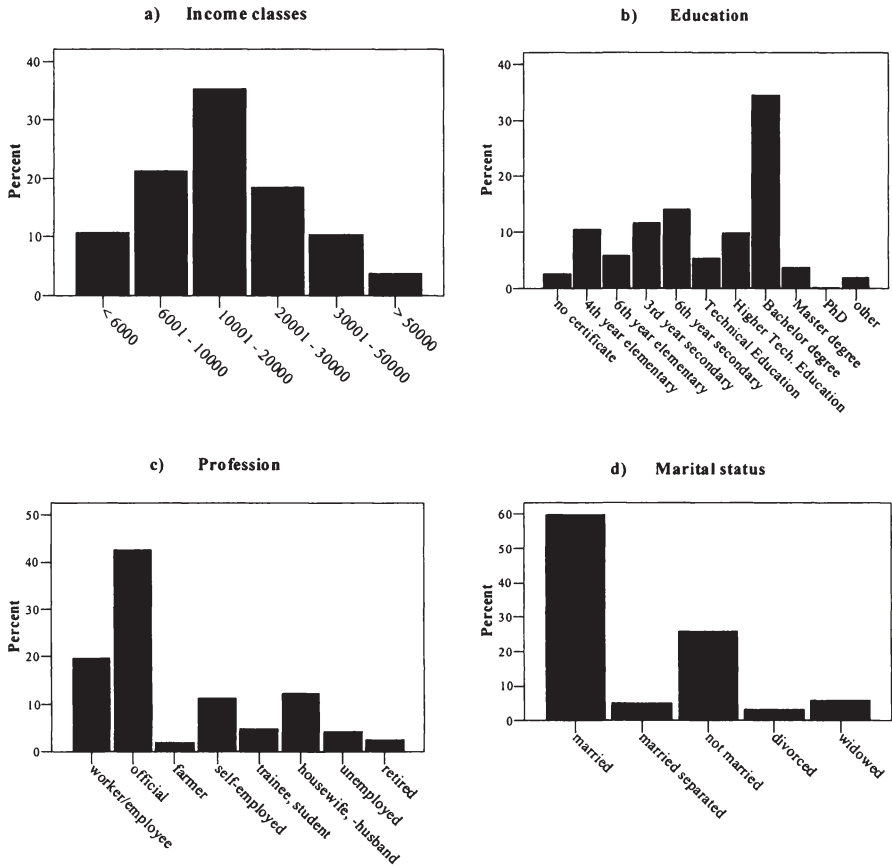 a) Income classes
Percent
40
30
20
10
0
< 6000
6001 - 10000
10001 - 20000
20001 - 30000
30001 - 50000
> 50000
b) Education
Percent
40
30
20
10
0
no certificate
4th year elementary
6th year elementary
3rd year secondary
6th year secondary
Technical Education
Higher Tech. Education
Bachelor degree
Master degree
PhD
other
c) Profession
Percent
50
40
30
20
10
0
worker/employee
official
farmer
self-employed
trainee, student
housewife, -husband
unemployed
retired
d) Marital status
Percent
60
50
40
30
20
10
0
married
married separated
not married
divorced
widowed